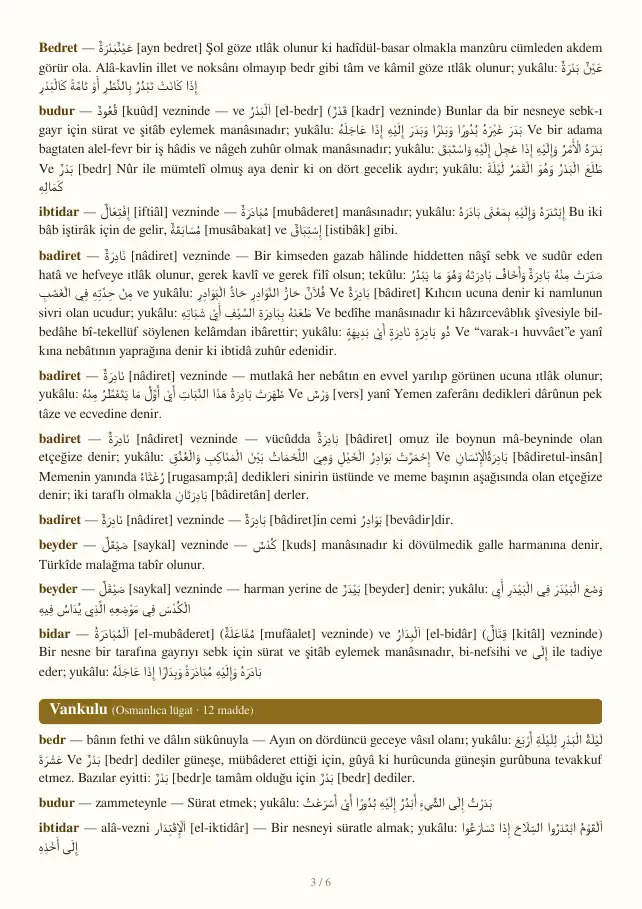 Bedret — عَيْنٌبَدْرَةٌ [ayn bedret] Şol göze ıtlâk olunur ki hadîdül-basar olmakla manzûru cümleden akdem
görür ola. Alâ-kavlin illet ve noksânı olmayıp bedr gibi tâm ve kâmil göze ıtlâk olunur; yukâlu: عَيْنٌ بَدْرَةٌ
إِذَا كَانَتْ تَبْدُرُ بِالنَّظَرِ أَوْ تَامَّةٌ كَالْبَدْرِ
budur — قُعُودٌ [kuûd] vezninde — ve اَلْبَدْرُ [el-bedr] (قَدْرٌ [kadr] vezninde) Bunlar da bir nesneye sebk-ı
gayr için sürat ve şitâb eylemek manâsınadır; yukâlu: بَدَرَ غَيْرَهُ بُدُورًا وَبَدْرًا وَبَدَرَ إِلَيْهِ إِذَا عَاجَلَهُ Ve bir adama
bagtaten alel-fevr bir iş hâdis ve nâgeh zuhûr olmak manâsınadır; yukâlu: بَدَرَهُ الْأَمْرُ وَإِلَيْهِ إِذَا عَجِلَ إِلَيْهِ وَاسْتَبَقَ
Ve بَدْرٌ [bedr] Nûr ile mümtelî olmuş aya denir ki on dört gecelik aydır; yukâlu: طَلَعَ الْبَدْرُ وَهُوَ الْقَمَرُ لَيْلَةَ
كَمَالِهِ
ibtidar — إِفْتِعَالٌ [iftiâl] vezninde — مُبَادَرَةٌ [mubâderet] manâsınadır; yukâlu: إِبْتَدَرَهُ وَإِلَيْهِ بِمَعْنَى بَادَرَهُ Bu iki
bâb iştirâk için de gelir, مُسَابَقَةٌ [musâbakat] ve إِسْتِبَاقٌ [istibâk] gibi.
badiret — نَادِرَةٌ [nâdiret] vezninde — Bir kimseden gazab hâlinde hiddetten nâşî sebk ve sudûr eden
hatâ ve hefveye ıtlâk olunur, gerek kavlî ve gerek filî olsun; tekûlu: صَدَرَتْ مِنْهُ بَادِرَةٌ وَأَخَافُ بَادِرَتَهُ وَهُوَ مَا يَبْدُرُ
مِنْ حِدَّتِهِ فِي الْغَضَبِ ve yukâlu: فُلاَنٌ حَارُّ النَّوَادِرِ حَادُّ الْبَوَادِرِ Ve بَادِرَةٌ [bâdiret] Kılıcın ucuna denir ki namlunun
sivri olan ucudur; yukâlu: طَعَنَهُ بِبَادِرَةِ السَّيْفِ أَيْ شَبَاتِهِ Ve bedîhe manâsınadır ki hâzırcevâblık şîvesiyle bil-
bedâhe bî-tekellüf söylenen kelâmdan ibârettir; yukâlu: ذُو بَادِرَةٍ نَادِرَةٍ أَيْ بَدِيهَةٍ Ve “varak-ı huvvâet”e yanî
kına nebâtının yaprağına denir ki ibtidâ zuhûr edenidir.
badiret — نَادِرَةٌ [nâdiret] vezninde — mutlakâ her nebâtın en evvel yarılıp görünen ucuna ıtlâk olunur;
yukâlu: ظَهَرَتْ بَادِرَةُ هَذَا النَّبَاتِ أَيْ أَوَّلُ مَا يَتَفَطَّرُ مِنْهُ Ve وَرْسٌ [vers] yanî Yemen zaferânı dedikleri dârûnun pek
tâze ve ecvedine denir.
badiret — نَادِرَةٌ [nâdiret] vezninde — vücûdda بَادِرَةٌ [bâdiret] omuz ile boynun mâ-beyninde olan
etçeğize denir; yukâlu: إِحْمَرَّتْ بَوَادِرُ الْخَيْلِ وَهِيَ اللَّحَمَاتُ بَيْنَ الْمَنَاكِبِ وَالْعُنُقِ Ve بَادِرَةُالْإِنْسَانِ [bâdiretul-insân]
Memenin yanında رُغَثَاءُ [rugasamp;â] dedikleri sinirin üstünde ve meme başının aşağısında olan etçeğize
denir; iki taraflı olmakla بَادِرَتَانِ [bâdiretân] derler.
badiret — نَادِرَةٌ [nâdiret] vezninde — بَادِرَةٌ [bâdiret]in cemi بَوَادِرُ [bevâdir]dir.
beyder — صَيْقَلٌ [saykal] vezninde — كُدْسٌ [kuds] manâsınadır ki dövülmedik galle harmanına denir,
Türkîde malağma tabîr olunur.
beyder — صَيْقَلٌ [saykal] vezninde — harman yerine de بَيْدَرٌ [beyder] denir; yukâlu: وَضَعَ الْبَيْدَرَ فِي الْبَيْدَرِ أَيِ
الْكُدْسَ فِي مَوْضِعِهِ الَّذِي يُدَاسُ فِيهِ
bidar — اَلْمُبَادَرَةُ [el-mubâderet] (مُفَاعَلَةٌ [mufâalet] vezninde) ve اَلْبِدَارُ [el-bidâr] (قِتَالٌ [kitâl] vezninde)
Bir nesne bir tarafına gayrıyı sebk için sürat ve şitâb eylemek manâsınadır, bi-nefsihi ve إِلَى ile tadiye
eder; yukâlu: بَادَرَهُ وَإِلَيْهِ مُبَادَرَةً وَبِدَارًا إِذَا عَاجَلَهُ
Vankulu (Osmanlıca lügat · 12 madde)
bedr — bânın fethi ve dâlın sükûnuyla — Ayın on dördüncü geceye vâsıl olanı; yukâlu: لَيْلَةُ الْبَدْرِ لِلَيْلَةِ أَرْبَعَ
عَشْرَةَ Ve بَدْرٌ [bedr] dediler güneşe, mübâderet ettiği için, gûyâ ki hurûcunda güneşin gurûbuna tevakkuf
etmez. Bazılar eyitti: بَدْرٌ [bedr]e tamâm olduğu için بَدْرٌ [bedr] dediler.
budur — zammeteynle — Sürat etmek; yukâlu: بَدَرْتُ إِلَى الشَّيْءِ أَبْدُرُ إِلَيْهِ بُدُورًا أَيْ أَسْرَعْتُ
ibtidar — alâ-vezni اَلْإِقْتِدَار [el-iktidâr] — Bir nesneyi süratle almak; yukâlu: اَلْقَوْمُ ابْتَدَرُوا السِّلَاحَ إِذَا تَسَارَعُوا
إِلَى أَخْذِهِ
3 / 6